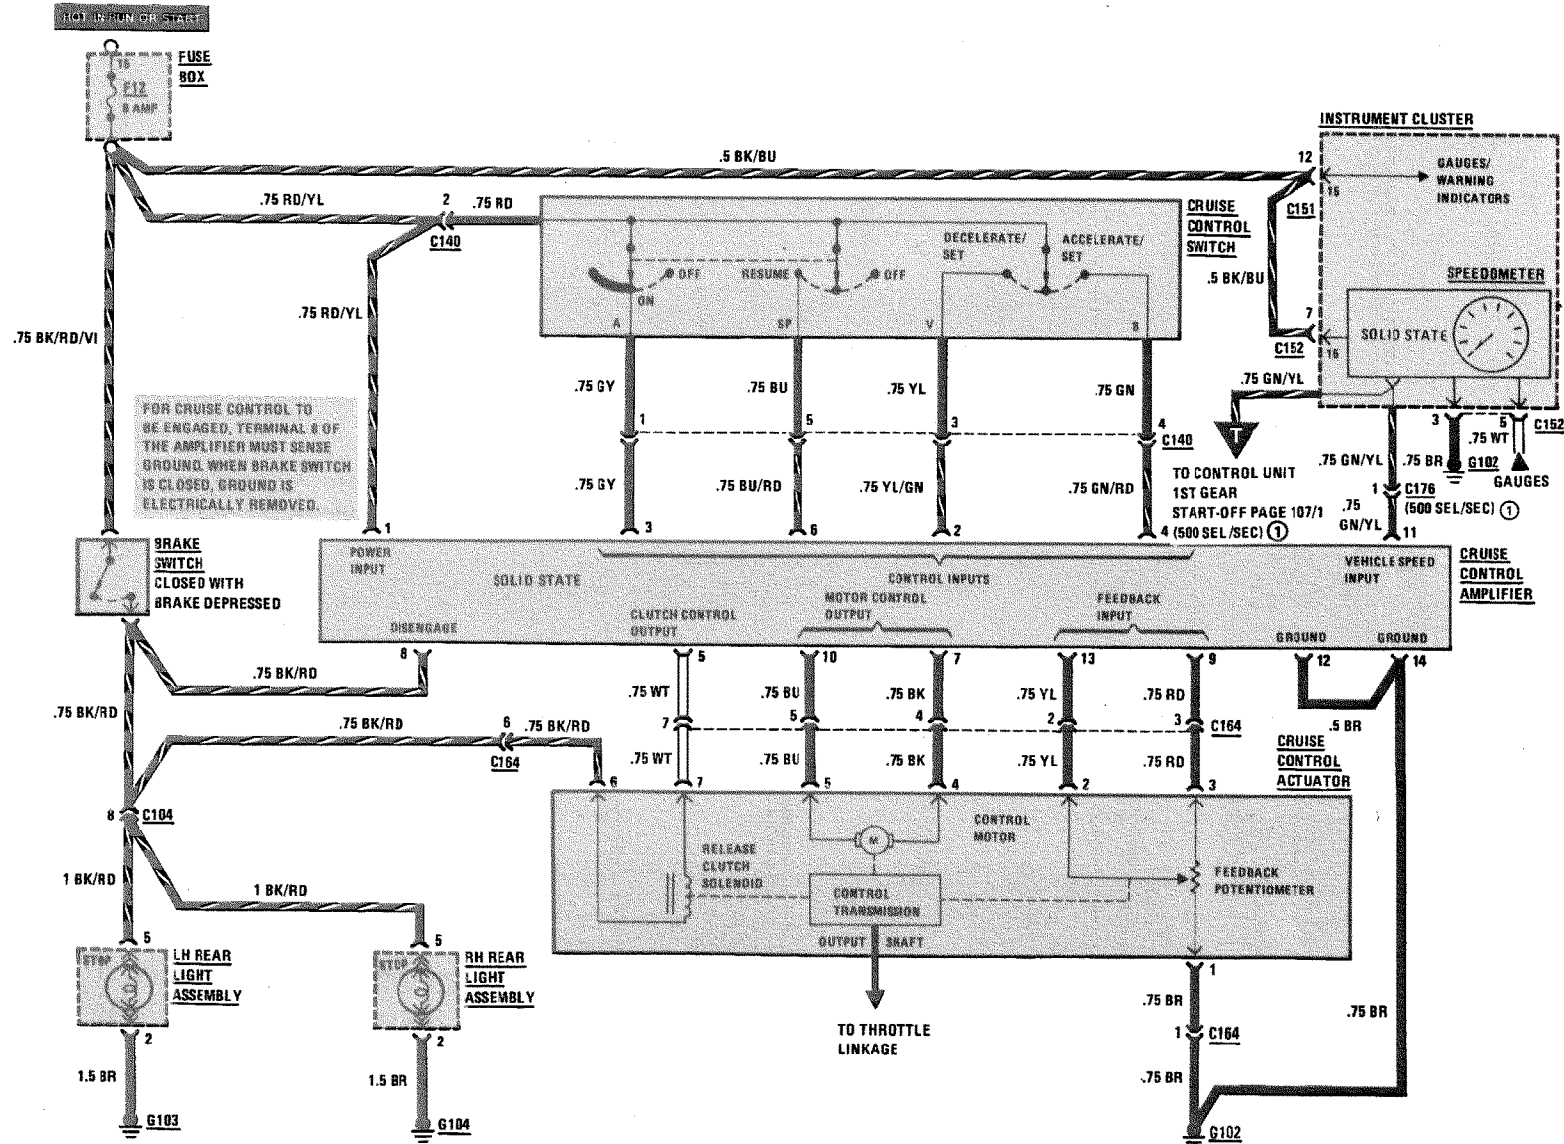 HOT IN RUN OR START
FUSE
BOX
15
F12
8 AMP
.5 BK/BU
.75 RD/YL
2
.75 RD
C140
.75 BK/RD/VI
.75 RD/YL
INSTRUMENT CLUSTER
12
15
GAUGES/
WARNING
INDICATORS
C151
.5 BK/BU
7
C152
16
SPEEDOMETER
SOLID STATE
CRUISE
CONTROL
SWITCH
DECELERATE/
SET
ACCELERATE/
SET
OFF
ON
RESUME
OFF
A
SP
V
B
.75 GY
.75 BU
.75 YL
.75 GN
1
5
3
4
C140
.75 GY
.75 BU/RD
.75 YL/GN
.75 GN/RD
3
6
2
4
.75 GN/YL
T
TO CONTROL UNIT
1ST GEAR
START-OFF PAGE 107/1
(500 SEL/SEC) 1
.75 GN/YL
1
C176
(500 SEL/SEC) 1
.75
GN/YL
11
3
.75 BR
G102
5
C152
.75 WT
GAUGES
FOR CRUISE CONTROL TO
BE ENGAGED, TERMINAL 8 OF
THE AMPLIFIER MUST SENSE
GROUND. WHEN BRAKE SWITCH
IS CLOSED, GROUND IS
ELECTRICALLY REMOVED.
1
BRAKE
SWITCH
CLOSED WITH
BRAKE DEPRESSED
POWER
INPUT
SOLID STATE
CONTROL INPUTS
VEHICLE SPEED
INPUT
CRUISE
CONTROL
AMPLIFIER
DISENGAGE
CLUTCH CONTROL
OUTPUT
MOTOR CONTROL
OUTPUT
FEEDBACK
INPUT
GROUND
GROUND
8
5
10
7
13
9
12
14
.75 BK/RD
.75 WT
.75 BU
.75 BK
.75 YL
.75 RD
.5 BR
.75 BK/RD
.75 BK/RD
6
C164
.75 BK/RD
7
5
4
2
3
C164
.75 WT
.75 BU
.75 BK
.75 YL
.75 RD
CRUISE
CONTROL
ACTUATOR
6
7
5
4
2
3
8
C104
CONTROL
MOTOR
M
RELEASE
CLUTCH
SOLENOID
CONTROL
TRANSMISSION
FEEDBACK
POTENTIOMETER
OUTPUT SHAFT
TO THROTTLE
LINKAGE
1 BK/RD
1 BK/RD
5
STOP
LH REAR
LIGHT
ASSEMBLY
5
STOP
RH REAR
LIGHT
ASSEMBLY
2
1.5 BR
G103
2
1.5 BR
G104
1
.75 BR
1
C164
.75 BR
.75 BR
G102